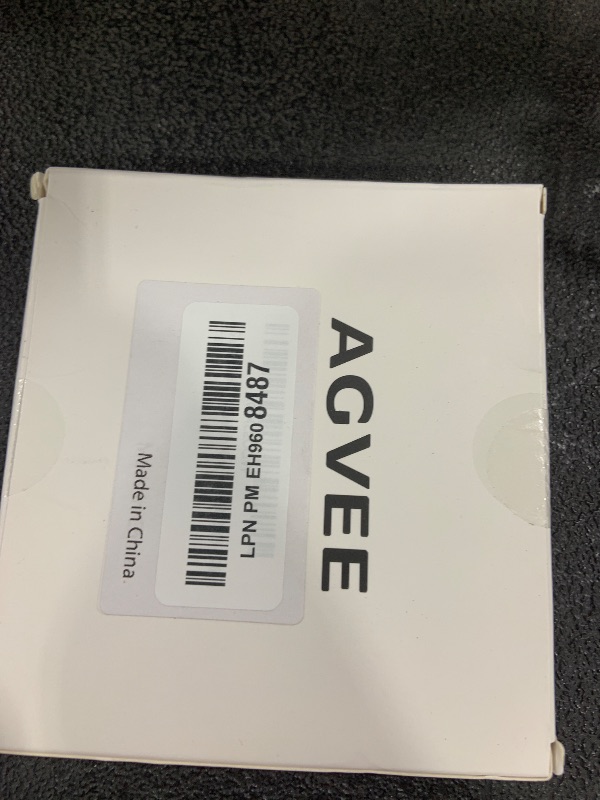 AGVEE
LPN PM EH960 8487
Made in China